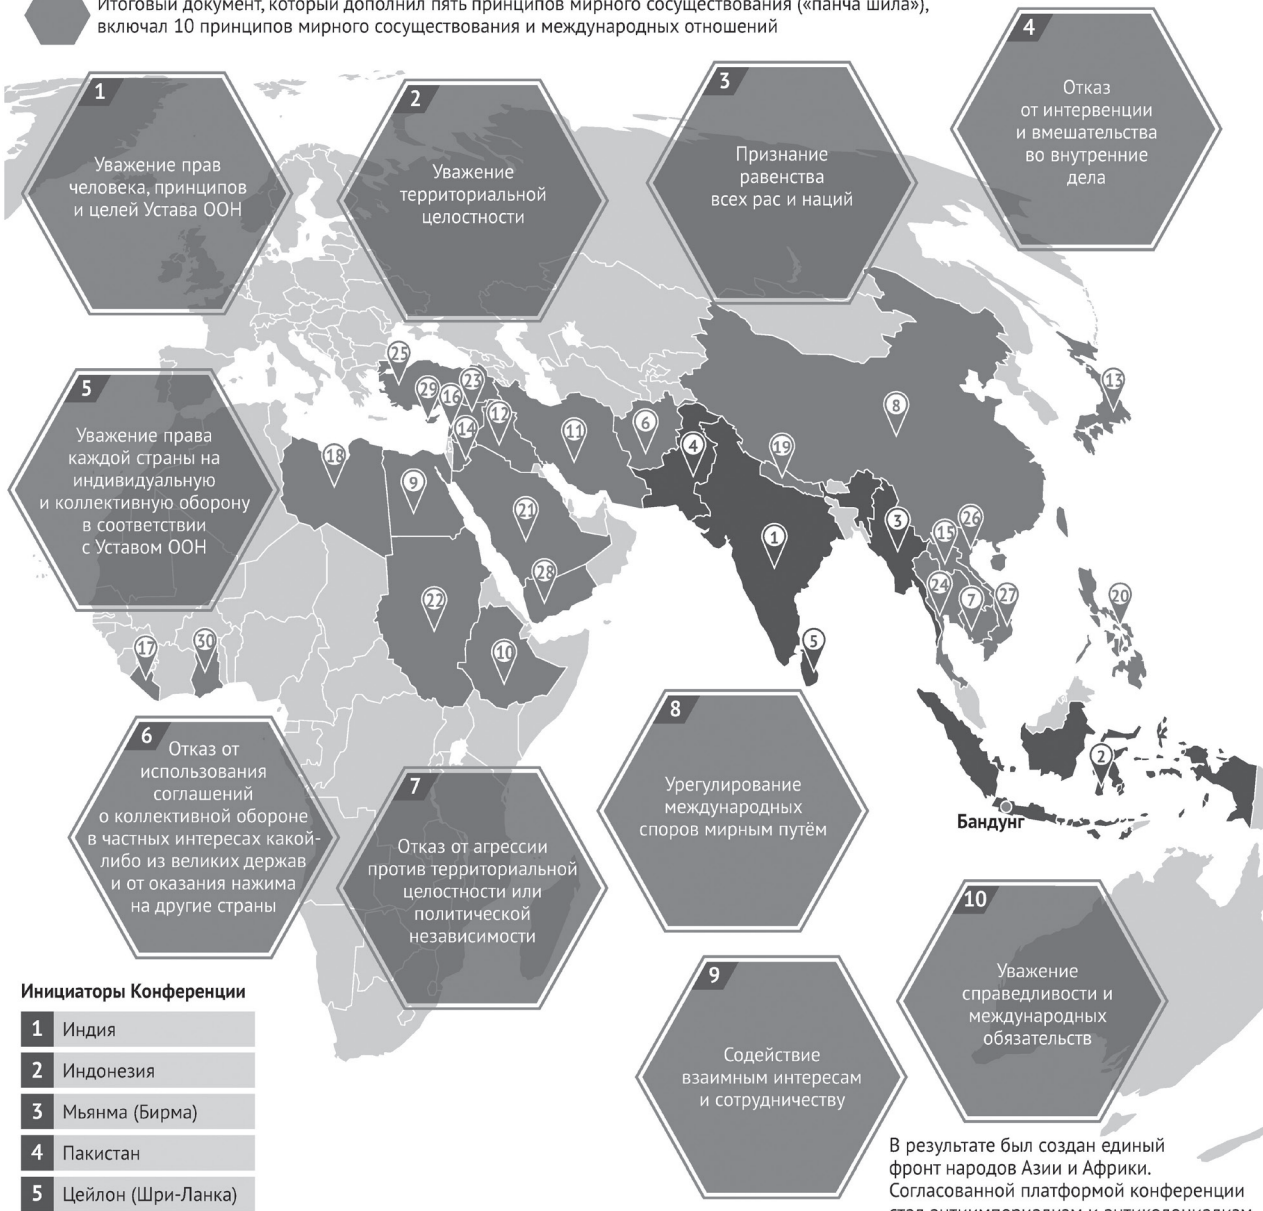 Итоговый документ, который дополнил пять принципов мирного сосуществования («панча шила»),
включал 10 принципов мирного сосуществования и международных отношений
1
Уважение прав
человека, принципов
и целей Устава ООН
2
Уважение
территориальной
целостности
3
Признание
равенства
всех рас и наций
4
Отказ
от интервенции
и вмешательства
во внутренние
дела
5
Уважение права
каждой страны на
индивидуальную
и коллективную оборону
в соответствии
с Уставом ООН
25
29
16
23
12
14
11
6
4
19
8
13
18
9
21
28
22
10
1
3
15
26
24
7
27
20
5
17
30
2
Бандунг
6
Отказ от
использования
соглашений
о коллективной обороне
в частных интересах какой-
либо из великих держав
и от оказания нажима
на другие страны
7
Отказ от агрессии
против территориальной
целостности или
политической
независимости
8
Урегулирование
международных
споров мирным путём
9
Содействие
взаимным интересам
и сотрудничеству
10
Уважение
справедливости и
международных
обязательств
Инициаторы Конференции
1 Индия
2 Индонезия
3 Мьянма (Бирма)
4 Пакистан
5 Цейлон (Шри-Ланка)
В результате был создан единый
фронт народов Азии и Африки.
Согласованной платформой конференции
стал антиимпериализм и антиколониализм